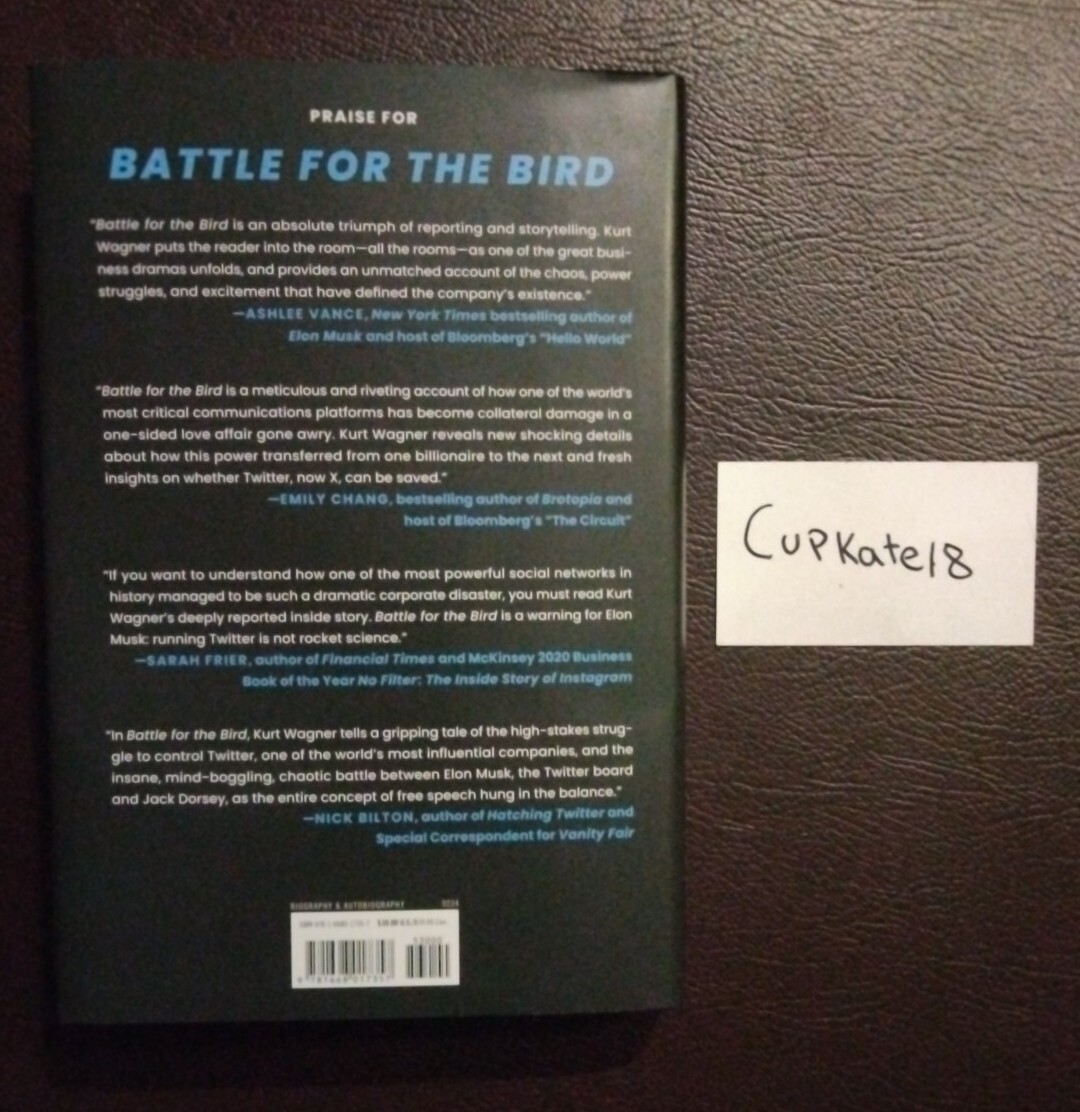 PRAISE FOR
BATTLE FOR THE BIRD
"Battle for the Bird is an absolute triumph of reporting and storytelling. Kurt
Wagner puts the reader into the room—all the rooms—as one of the great busi-
ness dramas unfolds, and provides an unmatched account of the chaos, power
struggles, and excitement that have defined the company's existence."
—ASHLEE VANCE, New York Times bestselling author of
Elon Musk and host of Bloomberg's "Hello World"
"Battle for the Bird is a meticulous and riveting account of how one of the world's
most critical communications platforms has become collateral damage in a
one-sided love affair gone awry. Kurt Wagner reveals new shocking details
about how this power transferred from one billionaire to the next and fresh
insights on whether Twitter, now X, can be saved."
—EMILY CHANG, bestselling author of Brotopia and
host of Bloomberg's "The Circuit"
"If you want to understand how one of the most powerful social networks in
history managed to be such a dramatic corporate disaster, you must read Kurt
Wagner's deeply reported inside story. Battle for the Bird is a warning for Elon
Musk: running Twitter is not rocket science."
—SARAH FRIER, author of Financial Times and McKinsey 2020 Business
Book of the Year No Filter: The Inside Story of Instagram
"In Battle for the Bird, Kurt Wagner tells a gripping tale of the high-stakes strug-
gle to control Twitter, one of the world's most influential companies, and the
insane, mind-boggling, chaotic battle between Elon Musk, the Twitter board
and Jack Dorsey, as the entire concept of free speech hung in the balance."
—NICK BILTON, author of Hatching Twitter and
Special Correspondent for Vanity Fair
BIOGRAPHY & AUTOBIOGRAPHY
CupKate18